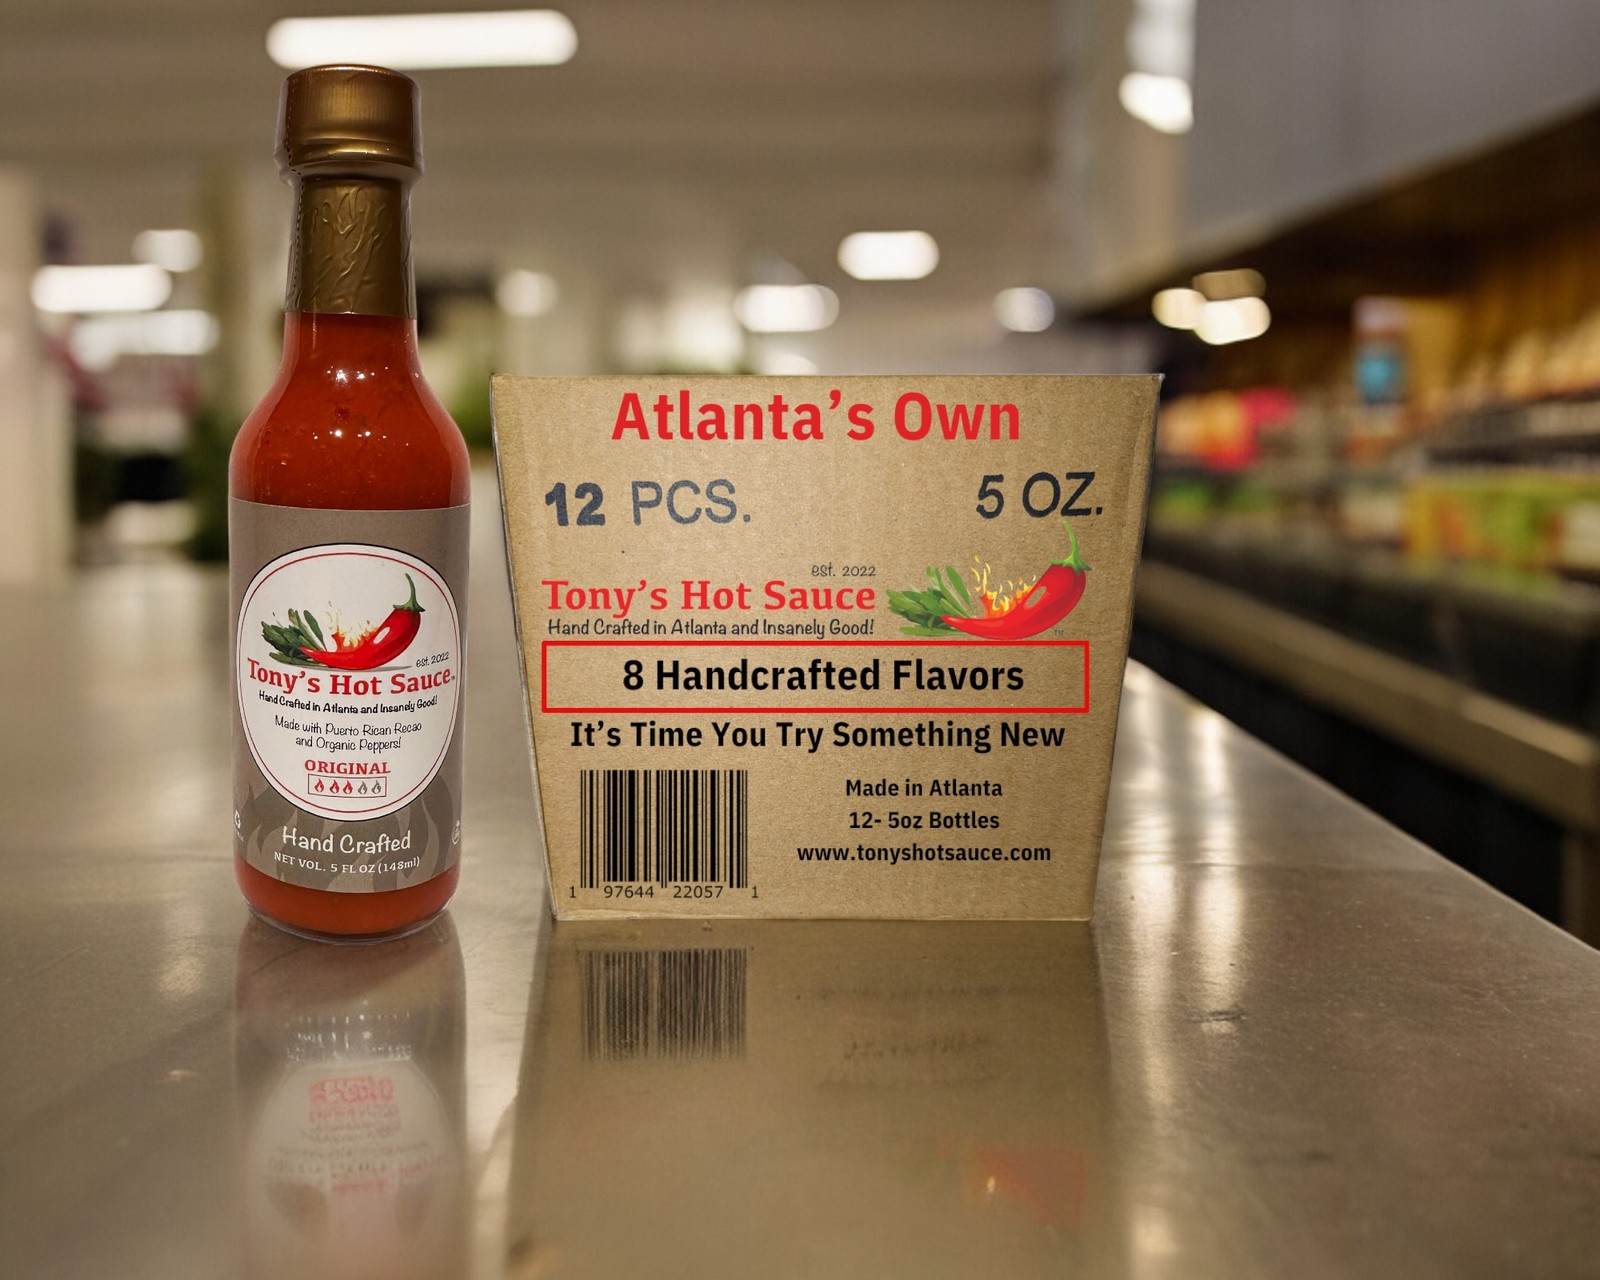 est. 2022
Tony's Hot Sauce™
Hand Crafted in Atlanta and Insanely Good!
Made with Puerto Rican Recao
and Organic Peppers!
ORIGINAL
Hand Crafted
NET VOL. 5 FL OZ (148ml)
Atlanta's Own
12 PCS. 5 OZ.
est. 2022
Tony's Hot Sauce
Hand Crafted in Atlanta and Insanely Good!
TM
8 Handcrafted Flavors
It's Time You Try Something New
Made in Atlanta
12- 5oz Bottles
www.tonyshotsauce.com
1 97644 22057 1